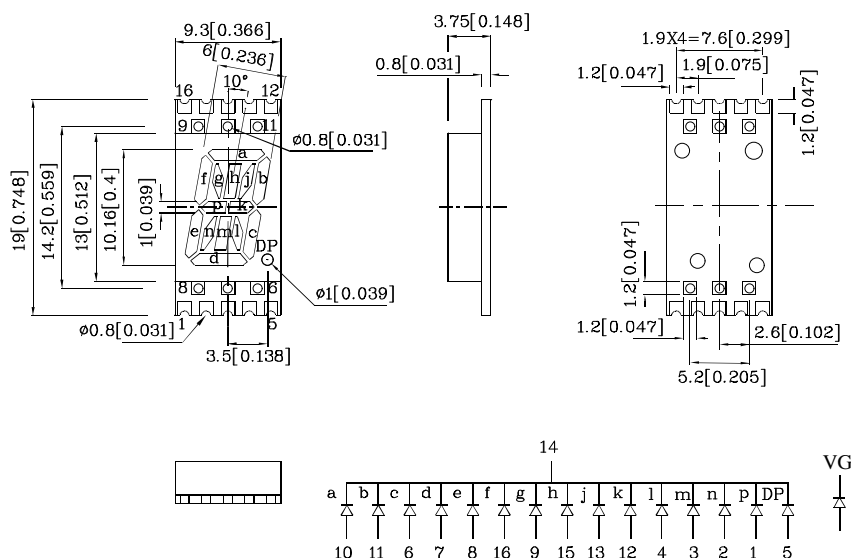 9.3[0.366]
6[0.236]
10°
16
12
9
11
ø0.8[0.031]
a
f
g
h
j
b
p
k
e
n
m
l
c
d
DP
8
6
1
5
ø1[0.039]
ø0.8[0.031]
3.5[0.138]
19[0.748]
14.2[0.559]
13[0.512]
10.16[0.4]
1[0.039]
3.75[0.148]
0.8[0.031]
1.9X4=7.6[0.299]
1.9[0.075]
1.2[0.047]
1.2[0.047]
1.2[0.047]
1.2[0.047]
2.6[0.102]
5.2[0.205]
14
VG
a b c d e f g h j k l m n p DP
10 11 6 7 8 16 9 15 13 12 4 3 2 1 5